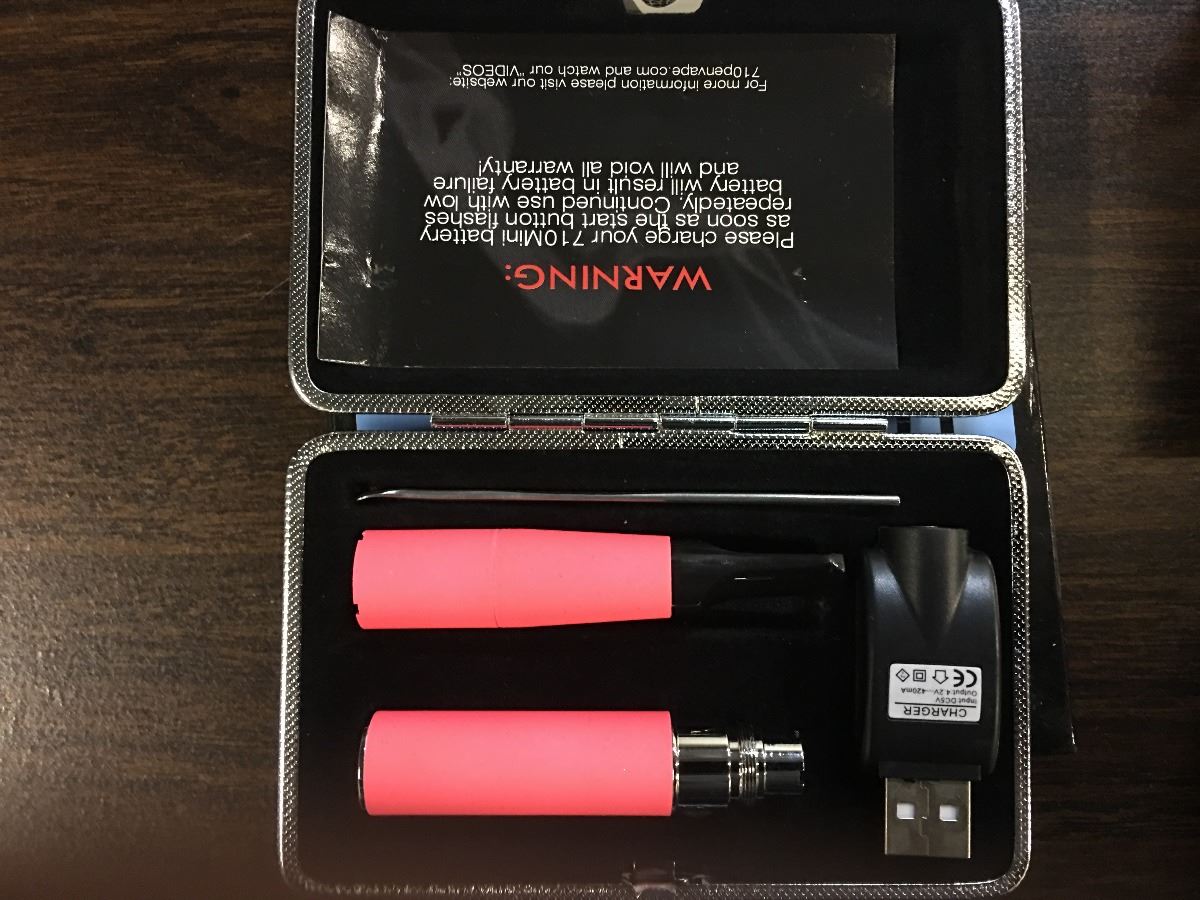 WARNING:
Please charge your 710Mini battery
as soon as the start button flashes
repeatedly. Continued use with low
battery will result in battery failure
and will void all warranty!
For more information please visit our website:
710penvape.com and watch our "VIDEOS"
CHARGER
Input DC5V
Output 4.2V—420mA
CE